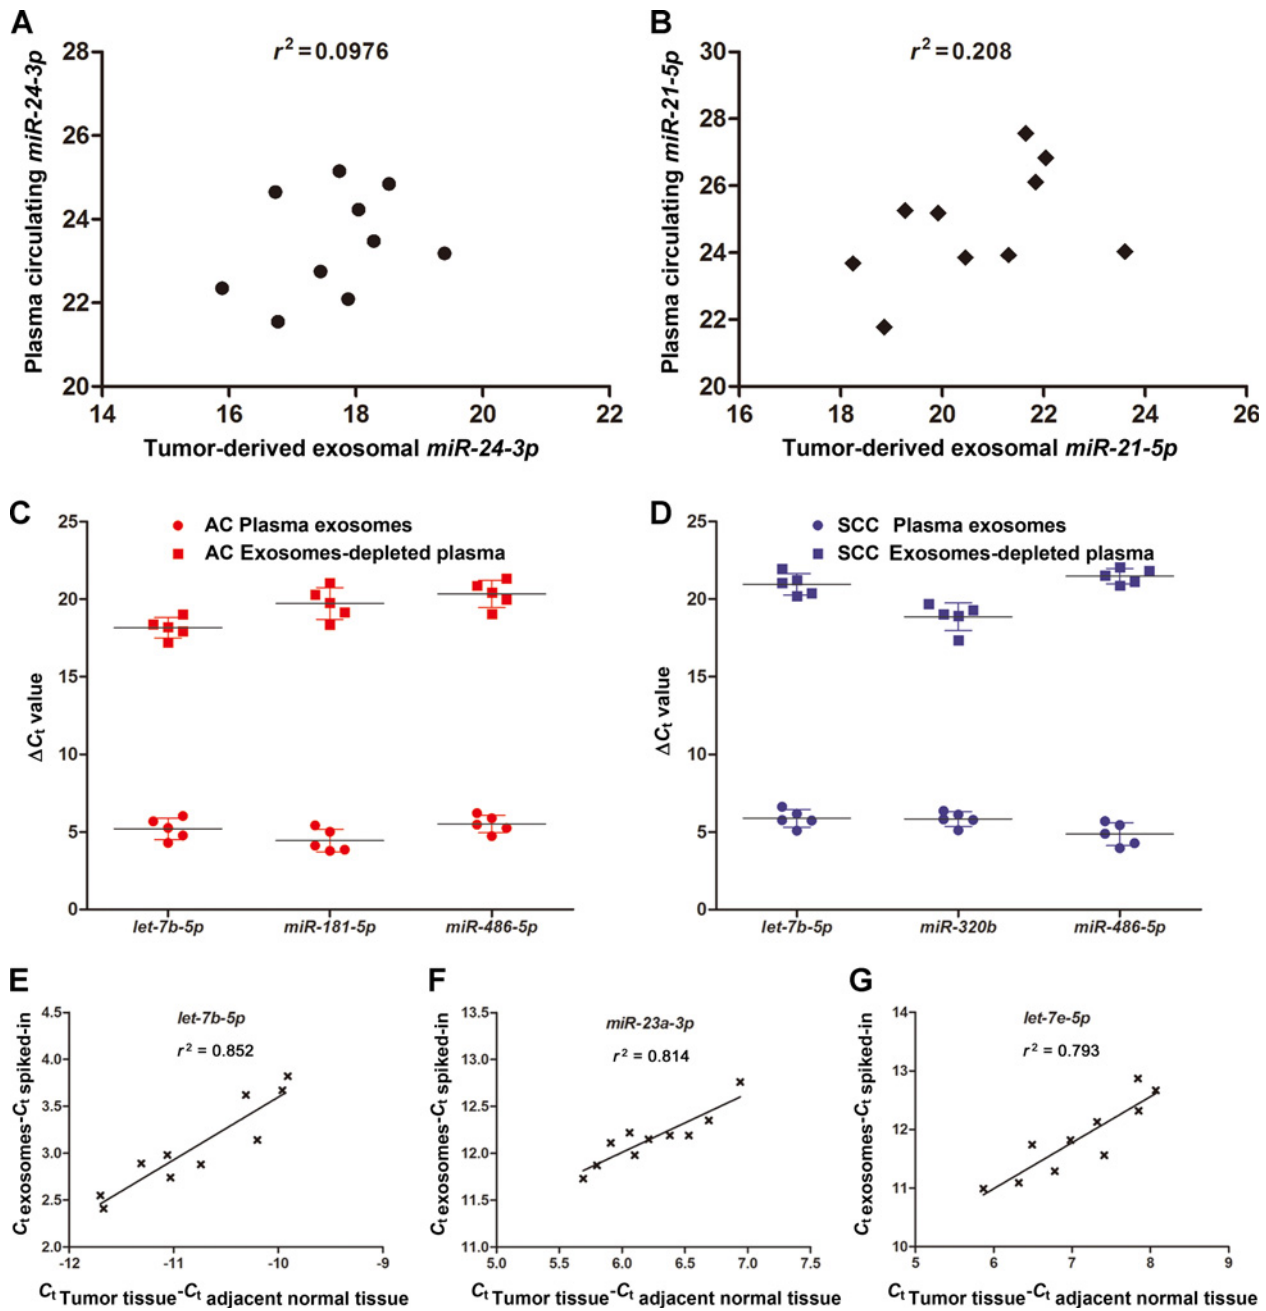 A
r² = 0.0976
Plasma circulating miR-24-3p
28
26
24
22
20
14 16 18 20 22
Tumor-derived exosomal miR-24-3p
B
r² = 0.208
Plasma circulating miR-21-5p
30
28
26
24
22
20
16 18 20 22 24 26
Tumor-derived exosomal miR-21-5p
C
AC Plasma exosomes
AC Exosomes-depleted plasma
ΔCt value
25
20
15
10
5
0
let-7b-5p miR-181-5p miR-486-5p
D
SCC Plasma exosomes
SCC Exosomes-depleted plasma
ΔCt value
25
20
15
10
5
0
let-7b-5p miR-320b miR-486-5p
E
let-7b-5p
r² = 0.852
Ct exosomes-Ct spiked-in
4.5
4.0
3.5
3.0
2.5
2.0
-12 -11 -10 -9
Ct Tumor tissue-Ct adjacent normal tissue
F
miR-23a-3p
r² = 0.814
Ct exosomes-Ct spiked-in
13.5
13.0
12.5
12.0
11.5
11.0
5.0 5.5 6.0 6.5 7.0 7.5
Ct Tumor tissue-Ct adjacent normal tissue
G
let-7e-5p
r² = 0.793
Ct exosomes-Ct spiked-in
14
13
12
11
10
5 6 7 8 9
Ct Tumor tissue-Ct adjacent normal tissue